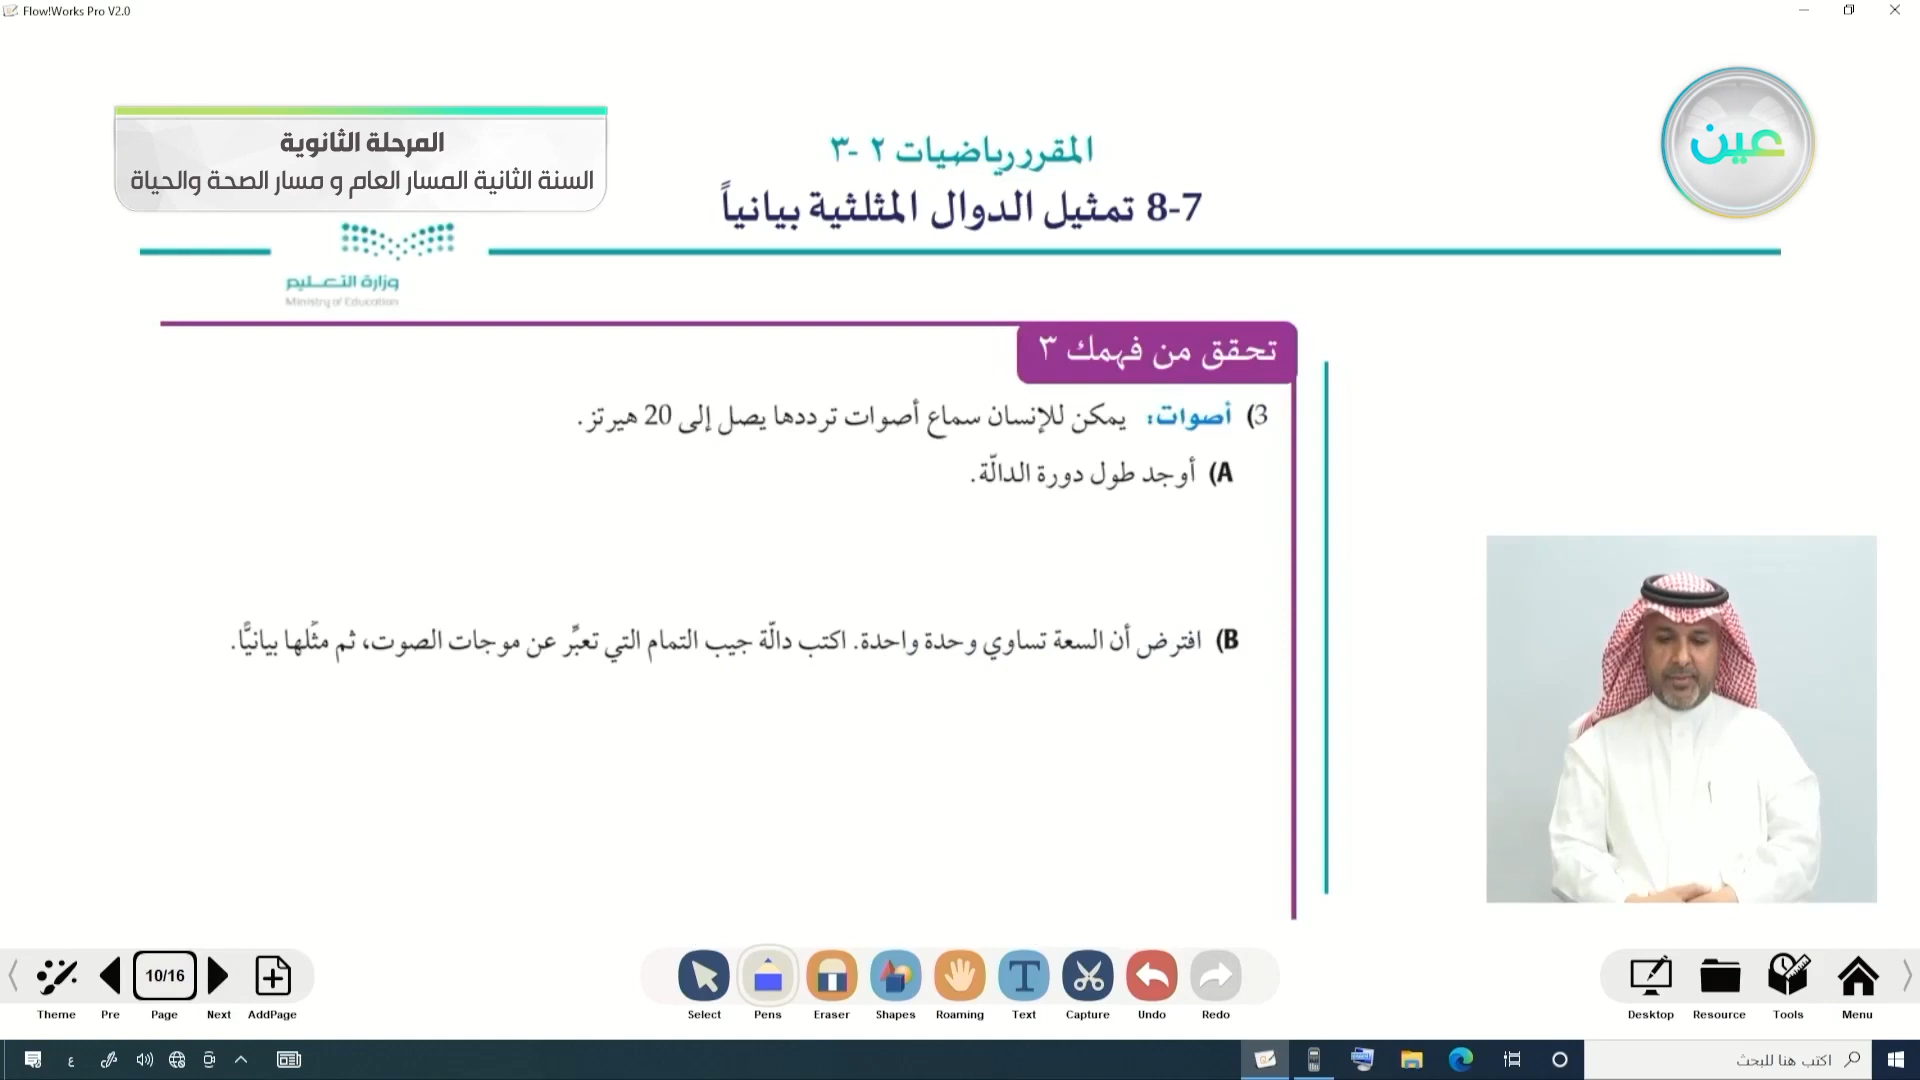 Flow!Works Pro V2.0
عين
المرحلة الثانوية
السنة الثانية المسار العام و مسار الصحة والحياة
المقرر رياضيات ٢ -٣
8-7 تمثيل الدوال المثلثية بيانياً
وزارة التعليم
Ministry of Education
تحقق من فهمك ٣
3) أصوات: يمكن للإنسان سماع أصوات ترددها يصل إلى 20 هيرتز.
A) أوجد طول دورة الدالّة.
B) افترض أن السعة تساوي وحدة واحدة. اكتب دالّة جيب التمام التي تعبِّر عن موجات الصوت، ثم مثّلها بيانيًّا.
10/16
Theme Pre Page Next AddPage
Select Pens Eraser Shapes Roaming Text Capture Undo Redo
Desktop Resource Tools Menu
ع
اكتب هنا للبحث